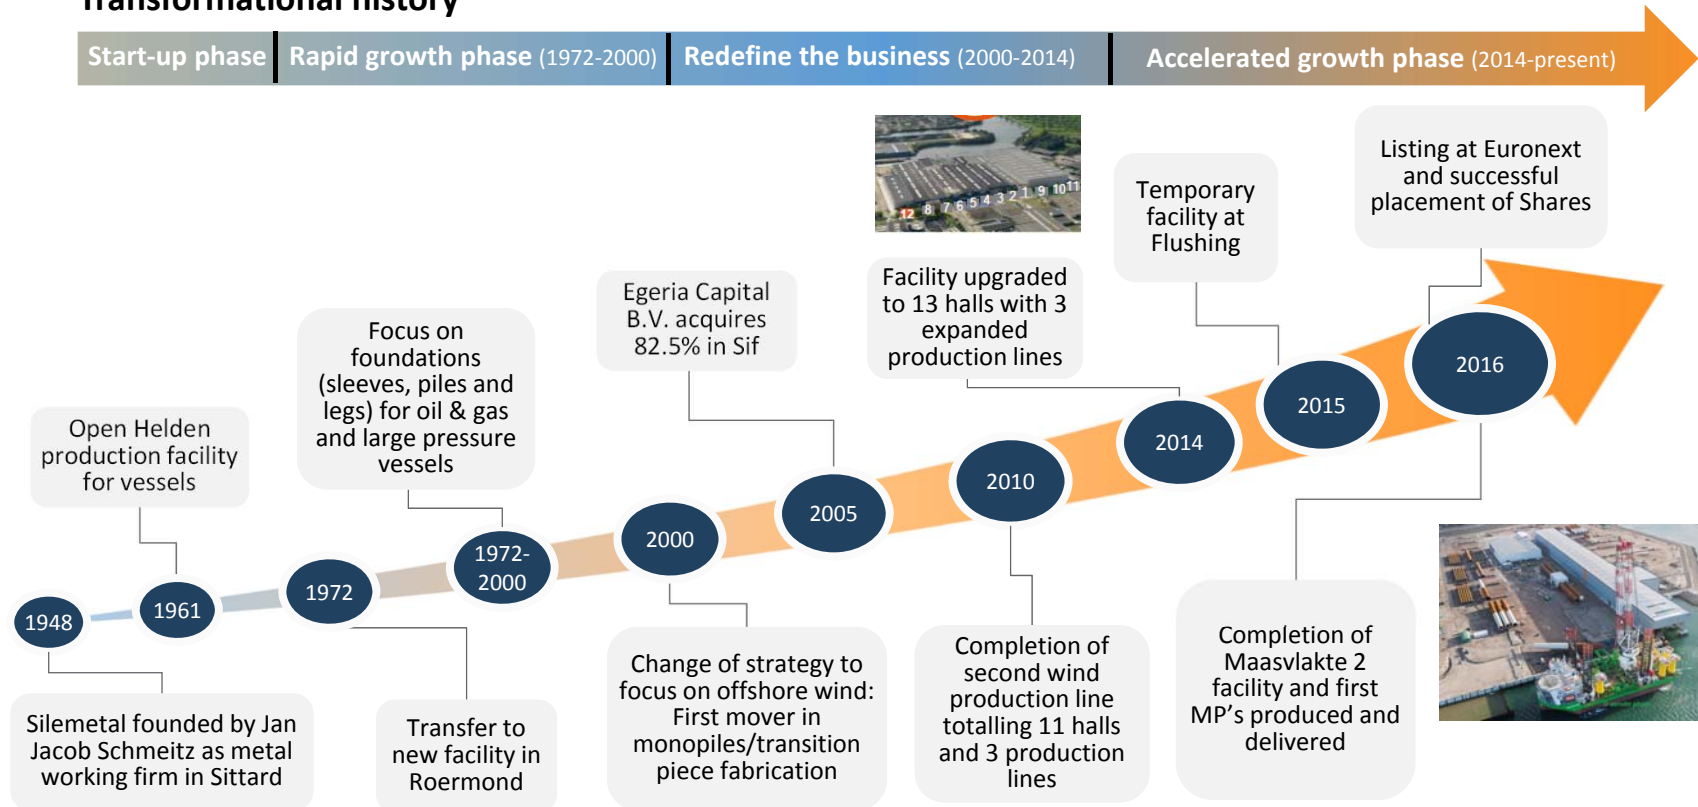 Transformational history
Start-up phase
Rapid growth phase (1972-2000)
Redefine the business (2000-2014)
Accelerated growth phase (2014-present)
12 8 7 6 5 4 3 2 1 9 10 11
Listing at Euronext
and successful
placement of Shares
Temporary
facility at
Flushing
Facility upgraded
to 13 halls with 3
expanded
production lines
Egeria Capital
B.V. acquires
82.5% in Sif
Focus on
foundations
(sleeves, piles and
legs) for oil & gas
and large pressure
vessels
Open Helden
production facility
for vessels
1948
1961
1972
1972-
2000
2000
2005
2010
2014
2015
2016
Silemetal founded by Jan
Jacob Schmeitz as metal
working firm in Sittard
Transfer to
new facility in
Roermond
Change of strategy to
focus on offshore wind:
First mover in
monopiles/transition
piece fabrication
Completion of
second wind
production line
totalling 11 halls
and 3 production
lines
Completion of
Maasvlakte 2
facility and first
MP’s produced and
delivered